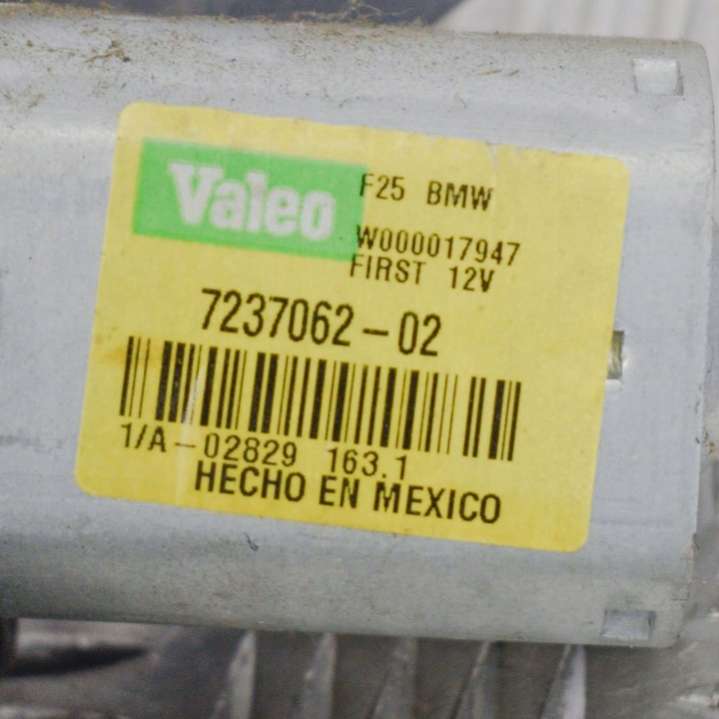 Valeo
F25 BMW
W000017947
FIRST 12V
7237062-02
1/A-02829 163.1
HECHO EN MEXICO